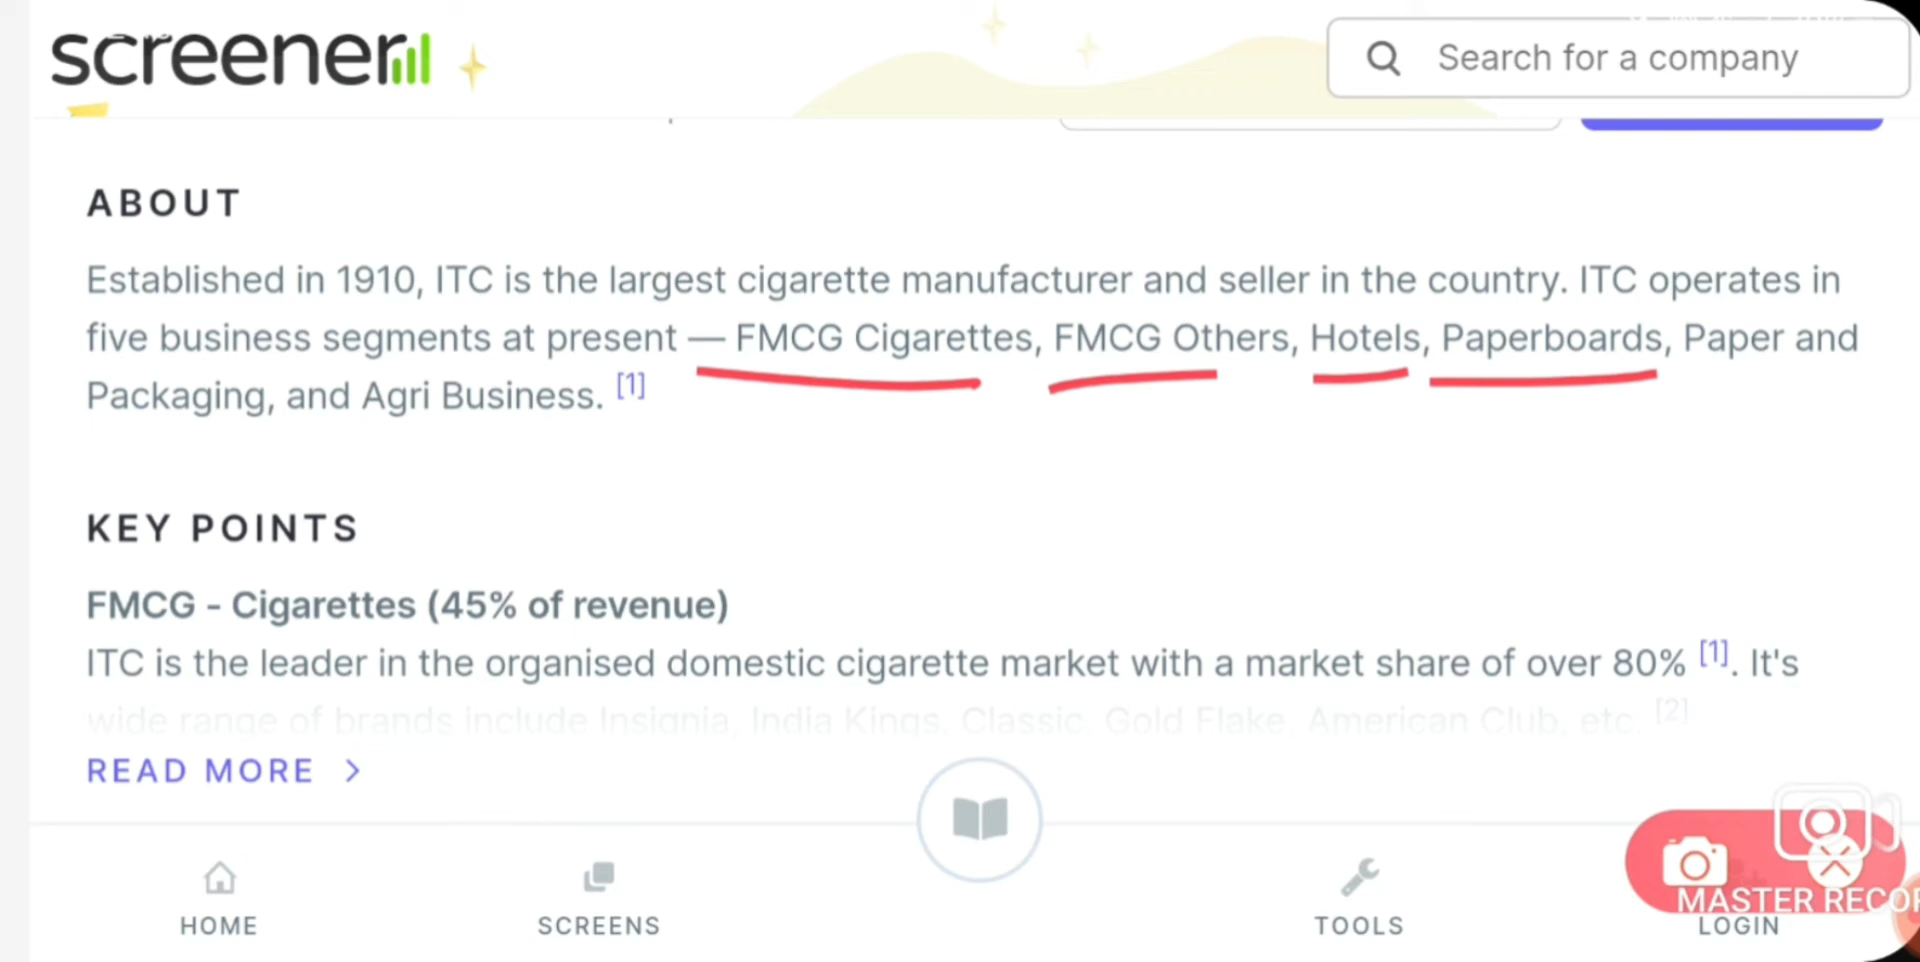 screener
Search for a company
ABOUT
Established in 1910, ITC is the largest cigarette manufacturer and seller in the country. ITC operates in
five business segments at present — FMCG Cigarettes, FMCG Others, Hotels, Paperboards, Paper and
Packaging, and Agri Business. [1]
KEY POINTS
FMCG - Cigarettes (45% of revenue)
ITC is the leader in the organised domestic cigarette market with a market share of over 80% [1]. It's
wide range of brands include Insignia, India Kings, Classic, Gold Flake, American Club, etc. [2]
READ MORE
HOME
SCREENS
TOOLS
LOGIN
MASTER RECOR